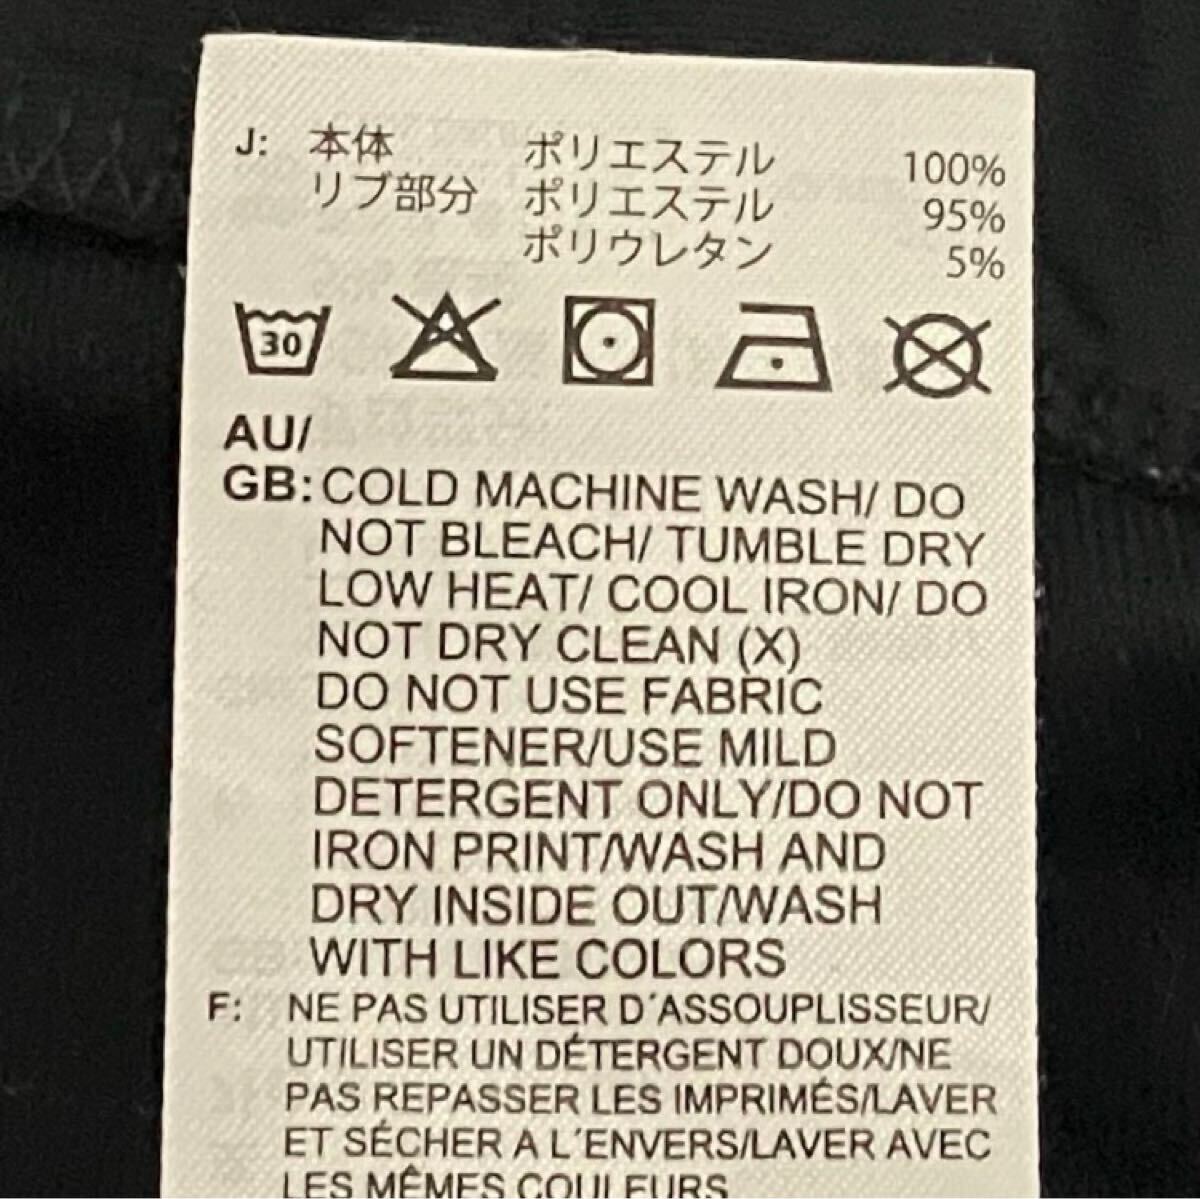 J: 本体 ポリエステル 100%
リブ部分 ポリエステル 95%
ポリウレタン 5%
30
AU/
GB: COLD MACHINE WASH/ DO
NOT BLEACH/ TUMBLE DRY
LOW HEAT/ COOL IRON/ DO
NOT DRY CLEAN (X)
DO NOT USE FABRIC
SOFTENER/USE MILD
DETERGENT ONLY/DO NOT
IRON PRINT/WASH AND
DRY INSIDE OUT/WASH
WITH LIKE COLORS
F: NE PAS UTILISER D´ASSOUPLISSEUR/
UTILISER UN DÉTERGENT DOUX/NE
PAS REPASSER LES IMPRIMÉS/LAVER
ET SÉCHER A L´ENVERS/LAVER AVEC
LES MÊMES COULEURS